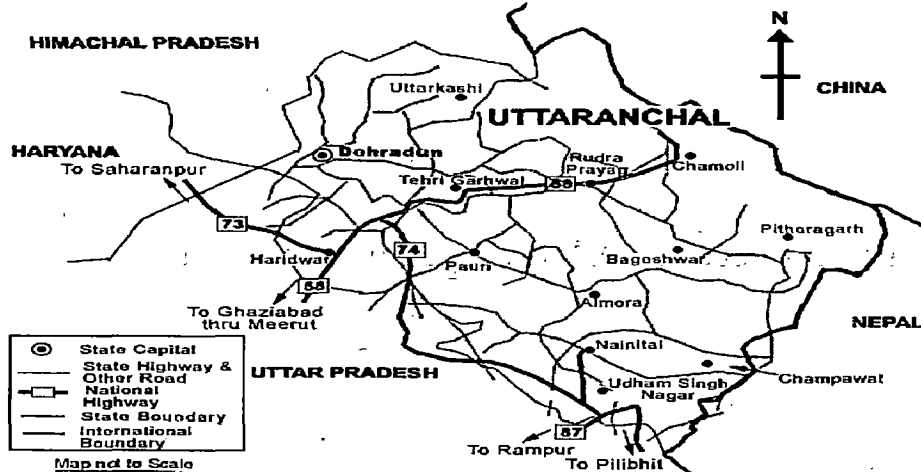 HIMACHAL PRADESH
N
CHINA
Uttarkashi
UTTARANCHAL
HARYANA
To Saharanpur
Dohradun
Rudra
Prayag
Chamoli
Tehri Garhwal
58
73
74
Pithoragarh
Haridwar
Pauri
Bageshwar
58
To Ghaziabad
thru Meerut
Almora
NEPAL
State Capital
State Highway &
Other Road
National
Highway
State Boundary
International
Boundary
Map not to Scale
UTTAR PRADESH
Nainital
Champawat
Udham Singh
Nagar
87
To Rampur
To Pilibhit